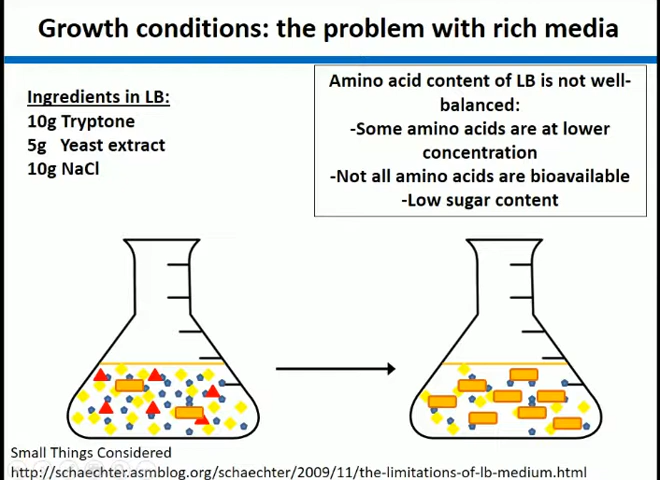 Growth conditions: the problem with rich media
Ingredients in LB:
10g Tryptone
5g Yeast extract
10g NaCl
Amino acid content of LB is not well-
balanced:
-Some amino acids are at lower
concentration
-Not all amino acids are bioavailable
-Low sugar content
Small Things Considered
http://schaechter.asmblog.org/schaechter/2009/11/the-limitations-of-lb-medium.html